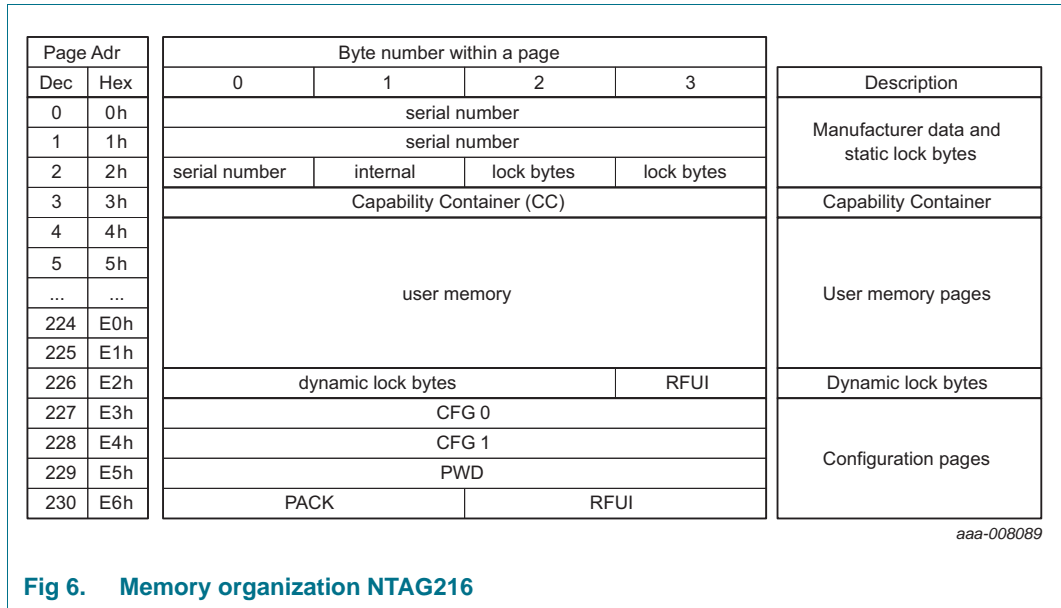 Page Adr Byte number within a page
Dec Hex 0 1 2 3 Description
0 0h serial number
1 1h serial number
Manufacturer data and
static lock bytes
2 2h serial number internal lock bytes lock bytes
3 3h Capability Container (CC) Capability Container
4 4h
5 5h
... ... user memory User memory pages
224 E0h
225 E1h
226 E2h dynamic lock bytes RFUI Dynamic lock bytes
227 E3h CFG 0
228 E4h CFG 1
Configuration pages
229 E5h PWD
230 E6h PACK RFUI
aaa-008089
Fig 6. Memory organization NTAG216